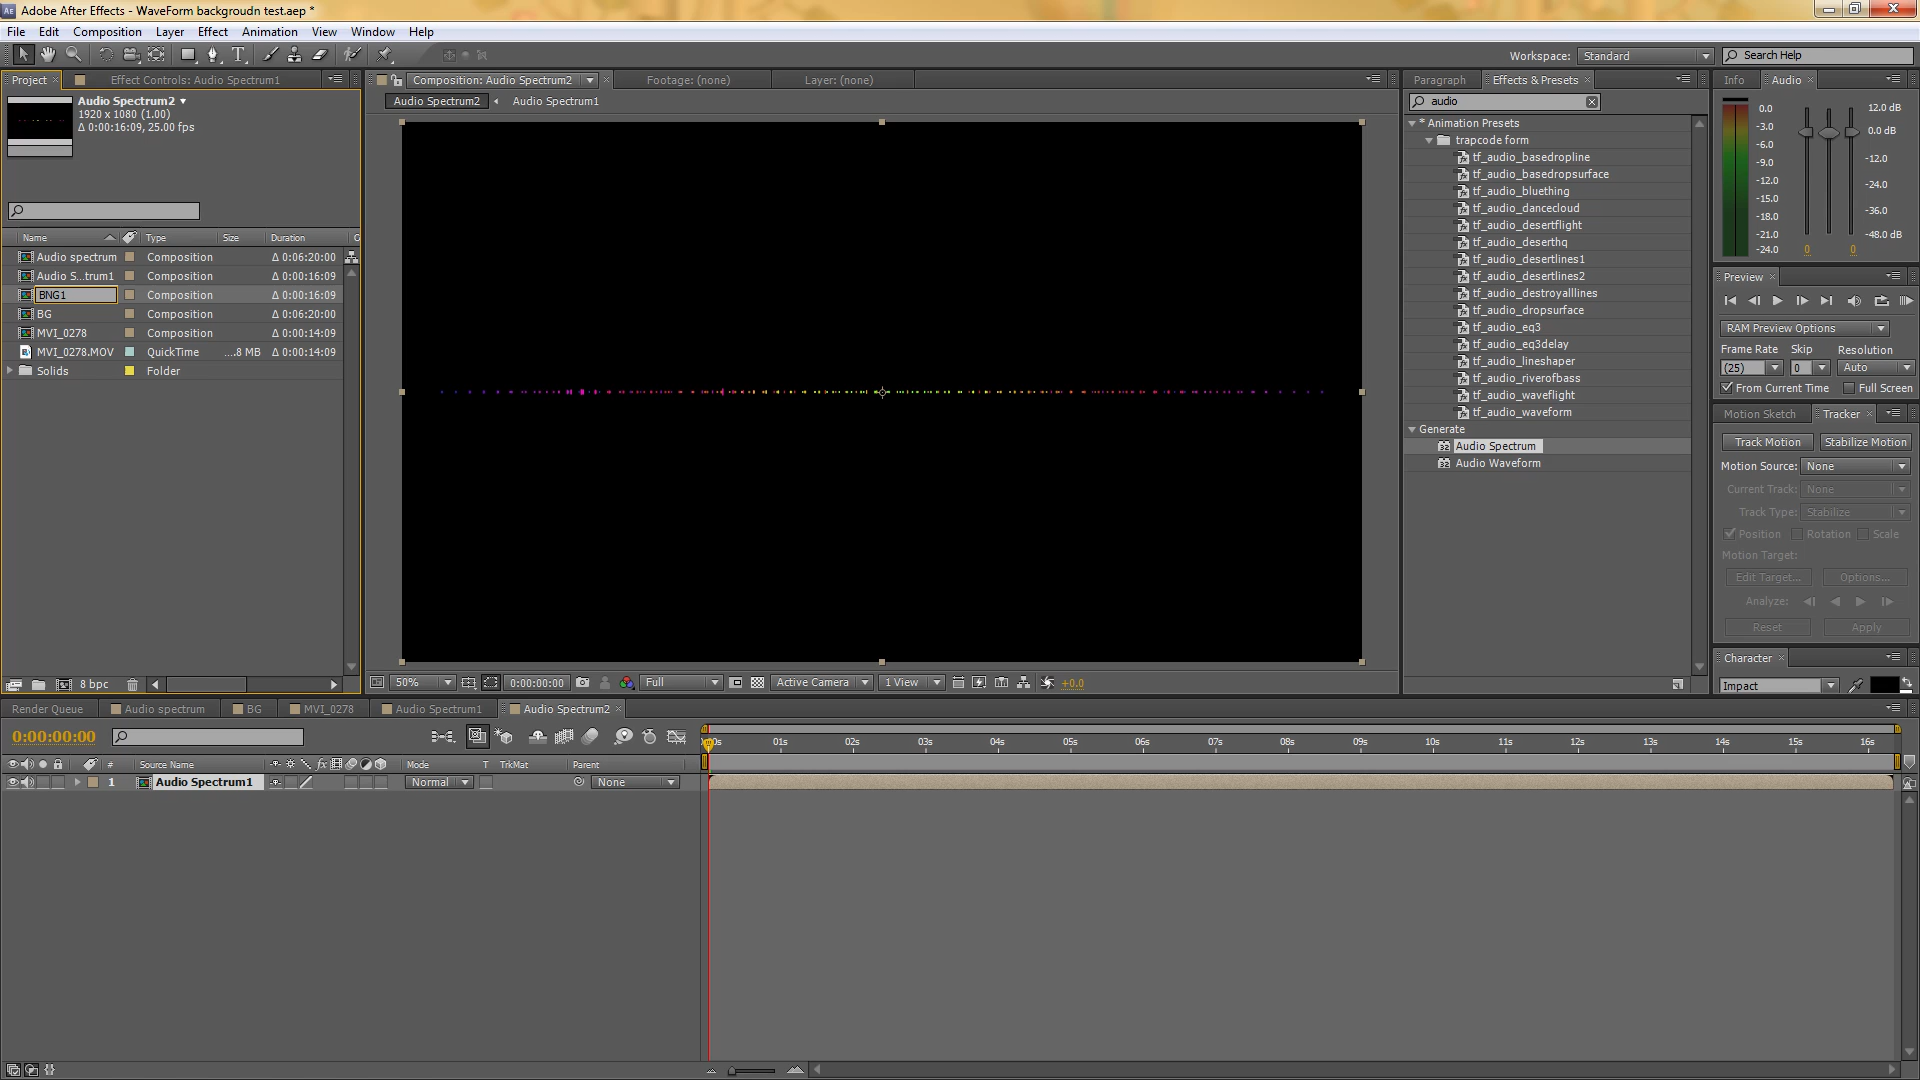 Adobe After Effects - WaveForm backgroudn test.aep *
File Edit Composition Layer Effect Animation View Window Help
Workspace: Standard Search Help
Project Effect Controls: Audio Spectrum1
Composition: Audio Spectrum2 Footage: (none) Layer: (none)
Paragraph Effects & Presets
Info Audio
Audio Spectrum2
1920 x 1080 (1.00)
Δ 0:00:16:09, 25.00 fps
Audio Spectrum2 Audio Spectrum1
audio
* Animation Presets
trapcode form
tf_audio_basedropline
tf_audio_basedropsurface
tf_audio_bluething
tf_audio_dancecloud
tf_audio_desertflight
tf_audio_deserthq
tf_audio_desertlines1
tf_audio_desertlines2
tf_audio_destroyalllines
tf_audio_dropsurface
tf_audio_eq3
tf_audio_eq3delay
tf_audio_lineshaper
tf_audio_riverofbass
tf_audio_waveflight
tf_audio_waveform
Generate
Audio Spectrum
Audio Waveform
0.0
-3.0
-6.0
-9.0
-12.0
-15.0
-18.0
-21.0
-24.0
12.0 dB
0.0 dB
-12.0
-24.0
-36.0
-48.0 dB
0 0
Name Type Size Duration
Audio spectrum Composition Δ 0:06:20:00
Audio S...trum1 Composition Δ 0:00:16:09
BNG1 Composition Δ 0:00:16:09
BG Composition Δ 0:06:20:00
MVI_0278 Composition Δ 0:00:14:09
MVI_0278.MOV QuickTime ....8 MB Δ 0:00:14:09
Solids Folder
Preview
RAM Preview Options
Frame Rate Skip Resolution
(25) 0 Auto
From Current Time Full Screen
Motion Sketch Tracker
Track Motion Stabilize Motion
Motion Source: None
Current Track: None
Track Type: Stabilize
Position Rotation Scale
Motion Target:
Edit Target... Options...
Analyze:
Reset Apply
Character
Impact
8 bpc
50% 0:00:00:00 Full Active Camera 1 View +0.0
Render Queue Audio spectrum BG MVI_0278 Audio Spectrum1 Audio Spectrum2
0:00:00:00
01s 02s 03s 04s 05s 06s 07s 08s 09s 10s 11s 12s 13s 14s 15s 16s
# Source Name fx Mode T TrkMat Parent
1 Audio Spectrum1 Normal None